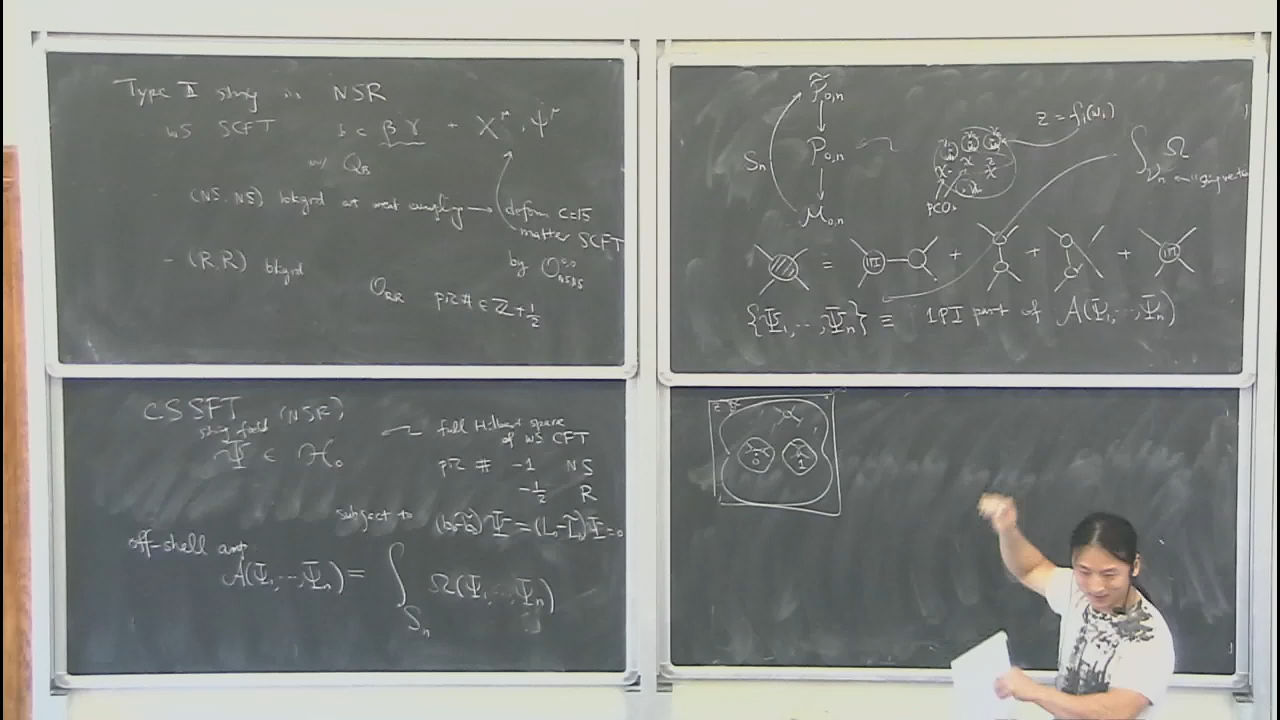 Type II string in NSR
WS SCFT b c β γ + X^μ, ψ^μ
w/ Q_B
- (NS, NS) bkgrd at weak coupling → deform c=15
matter SCFT
by O_NSNS
- (R, R) bkgrd O_RR pic # ∈ ℤ+1/2
CSSFT (NSR)
string field
Ψ ∈ H_0
full Hilbert space
of WS CFT
pic # -1 NS
-1/2 R
subject to (b_0-b̃_0)Ψ = (L_0-L̃_0)Ψ = 0
off-shell amp
A(Ψ_1, ..., Ψ_n) = ∫_{S_n} Ω(Ψ_1, ..., Ψ_n)
P̃_{0,n}
P_{0,n}
M_{0,n}
S_n
z = f_i(w_i)
PCOs
x x x
∫_{V_n} Ω
1PI = 1PI + + + 1PI
{Ψ_1, ..., Ψ_n} ≡ 1PI part of A(Ψ_1, ..., Ψ_n)
z
0 1